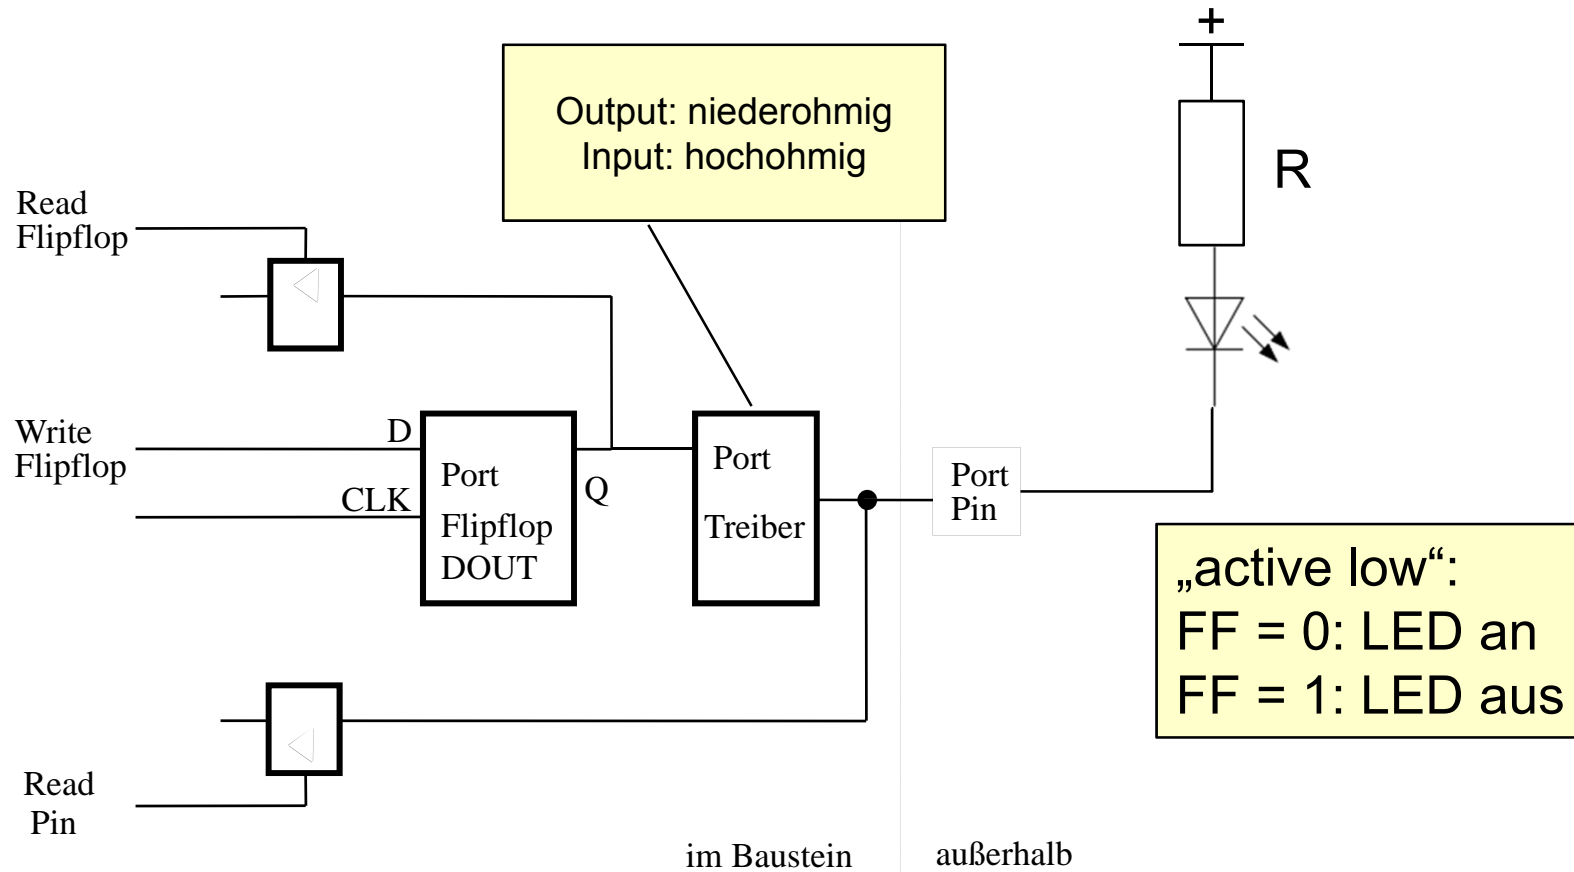 +
Output: niederohmig
Input: hochohmig
R
Read
Flipflop
Write
Flipflop
D
CLK
Port
Flipflop
DOUT
Q
Port
Treiber
Port
Pin
„active low“:
FF = 0: LED an
FF = 1: LED aus
Read
Pin
im Baustein
außerhalb